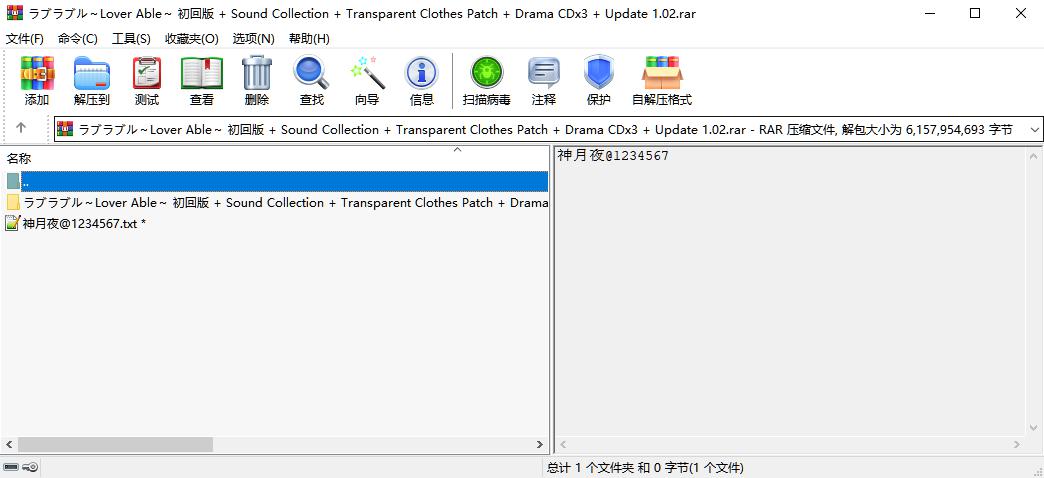 ラブラブル～Lover Able～ 初回版 + Sound Collection + Transparent Clothes Patch + Drama CDx3 + Update 1.02.rar
文件(F) 命令(C) 工具(S) 收藏夹(O) 选项(N) 帮助(H)
添加 解压到 测试 查看 删除 查找 向导 信息 扫描病毒 注释 保护 自解压格式
ラブラブル～Lover Able～ 初回版 + Sound Collection + Transparent Clothes Patch + Drama CDx3 + Update 1.02.rar - RAR 压缩文件, 解包大小为 6,157,954,693 字节
名称
..
ラブラブル～Lover Able～ 初回版 + Sound Collection + Transparent Clothes Patch + Drama
神月夜@1234567.txt *
神月夜@1234567
总计 1 个文件夹 和 0 字节(1 个文件)